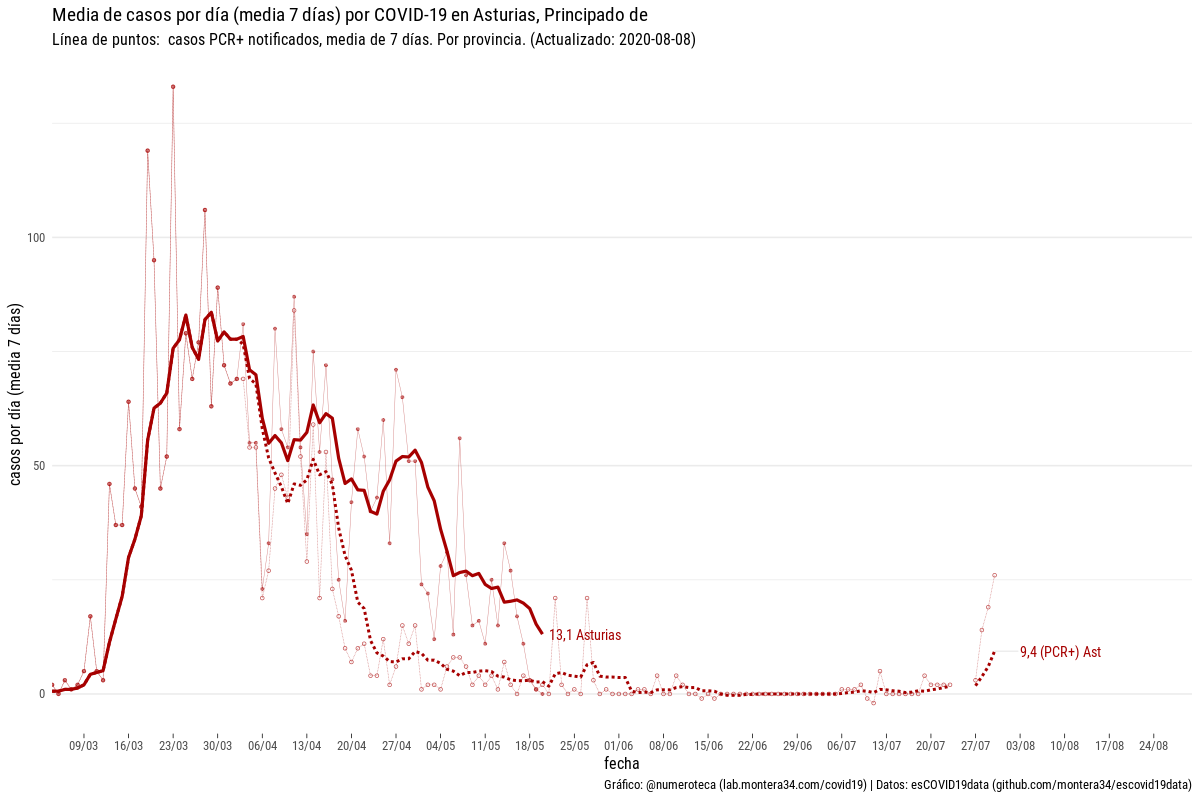 Media de casos por día (media 7 días) por COVID-19 en Asturias, Principado de
Línea de puntos:  casos PCR+ notificados, media de 7 días. Por provincia. (Actualizado: 2020-08-08)
casos por día (media 7 días)
100
50
0
13,1 Asturias
9,4 (PCR+) Ast
09/03 16/03 23/03 30/03 06/04 13/04 20/04 27/04 04/05 11/05 18/05 25/05 01/06 08/06 15/06 22/06 29/06 06/07 13/07 20/07 27/07 03/08 10/08 17/08 24/08
fecha
Gráfico: @numeroteca (lab.montera34.com/covid19) | Datos: esCOVID19data (github.com/montera34/escovid19data)